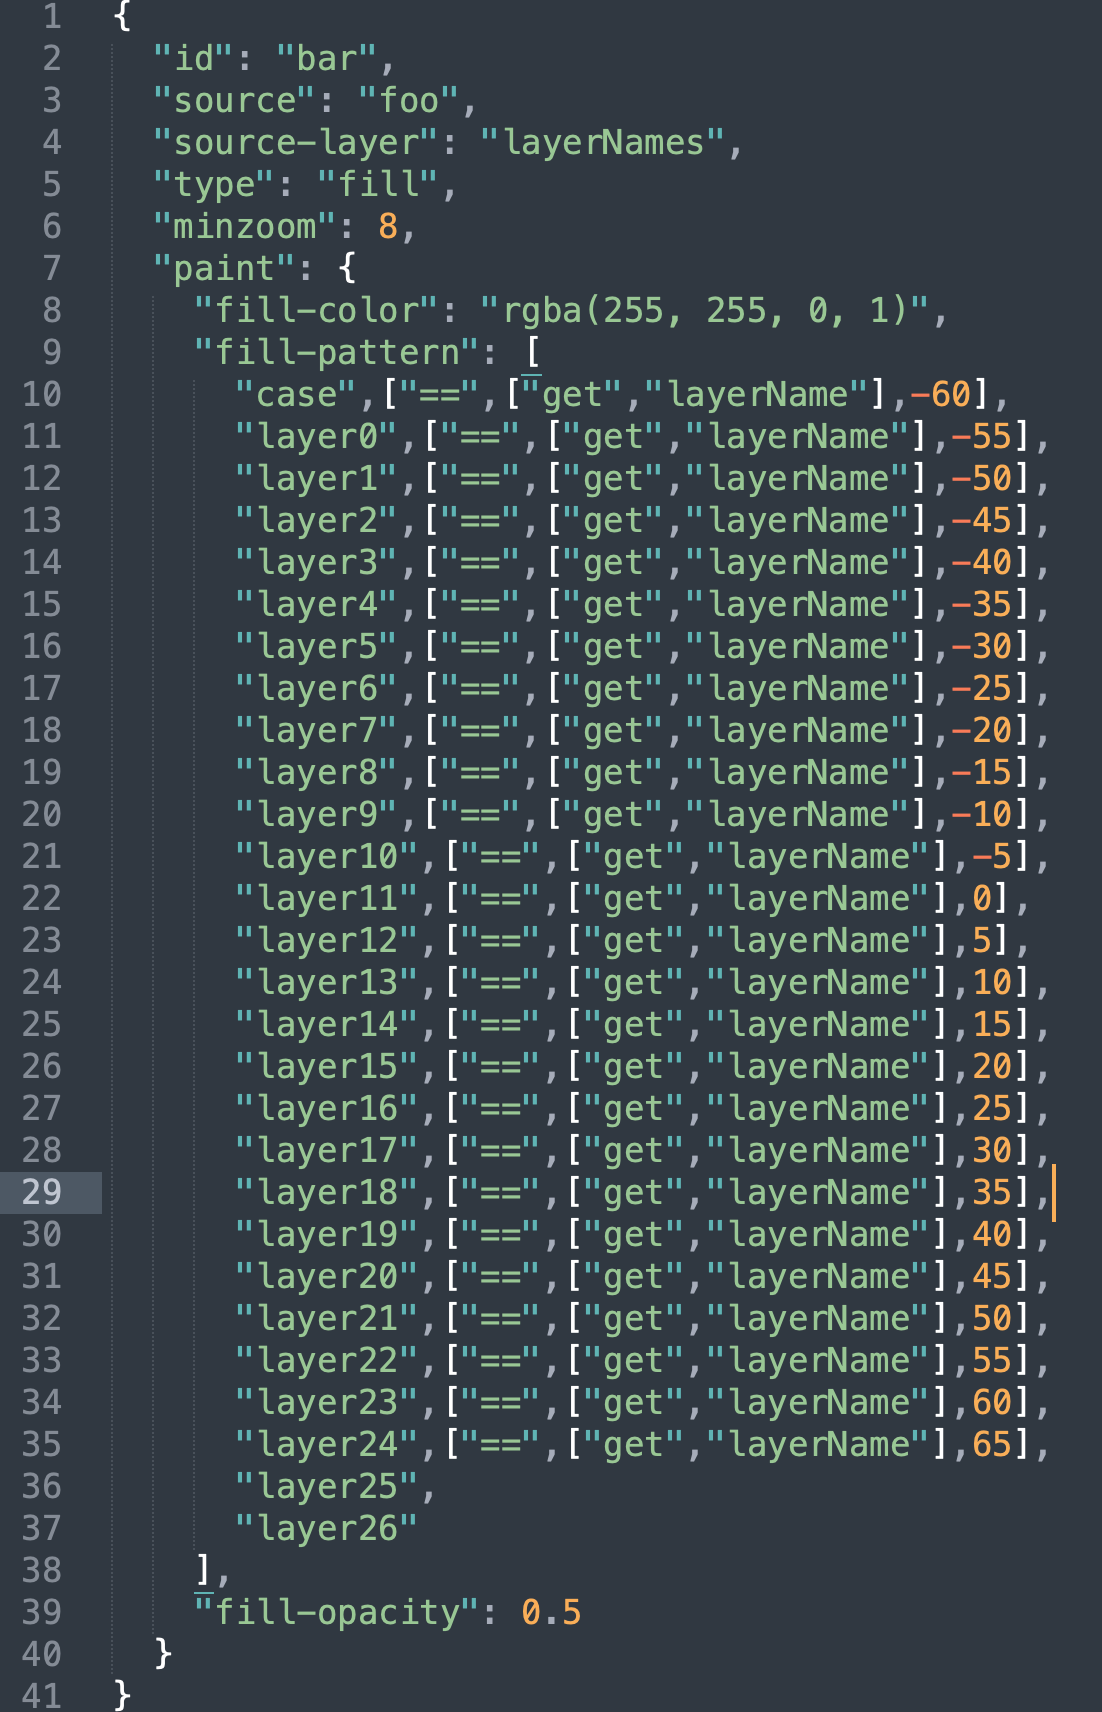 1 {
2 "id": "bar",
3 "source": "foo",
4 "source-layer": "layerNames",
5 "type": "fill",
6 "minzoom": 8,
7 "paint": {
8 "fill-color": "rgba(255, 255, 0, 1)",
9 "fill-pattern": [
10 "case",["==",["get","layerName"],-60],
11 "layer0",["==",["get","layerName"],-55],
12 "layer1",["==",["get","layerName"],-50],
13 "layer2",["==",["get","layerName"],-45],
14 "layer3",["==",["get","layerName"],-40],
15 "layer4",["==",["get","layerName"],-35],
16 "layer5",["==",["get","layerName"],-30],
17 "layer6",["==",["get","layerName"],-25],
18 "layer7",["==",["get","layerName"],-20],
19 "layer8",["==",["get","layerName"],-15],
20 "layer9",["==",["get","layerName"],-10],
21 "layer10",["==",["get","layerName"],-5],
22 "layer11",["==",["get","layerName"],0],
23 "layer12",["==",["get","layerName"],5],
24 "layer13",["==",["get","layerName"],10],
25 "layer14",["==",["get","layerName"],15],
26 "layer15",["==",["get","layerName"],20],
27 "layer16",["==",["get","layerName"],25],
28 "layer17",["==",["get","layerName"],30],
29 "layer18",["==",["get","layerName"],35],
30 "layer19",["==",["get","layerName"],40],
31 "layer20",["==",["get","layerName"],45],
32 "layer21",["==",["get","layerName"],50],
33 "layer22",["==",["get","layerName"],55],
34 "layer23",["==",["get","layerName"],60],
35 "layer24",["==",["get","layerName"],65],
36 "layer25",
37 "layer26"
38 ],
39 "fill-opacity": 0.5
40 }
41 }